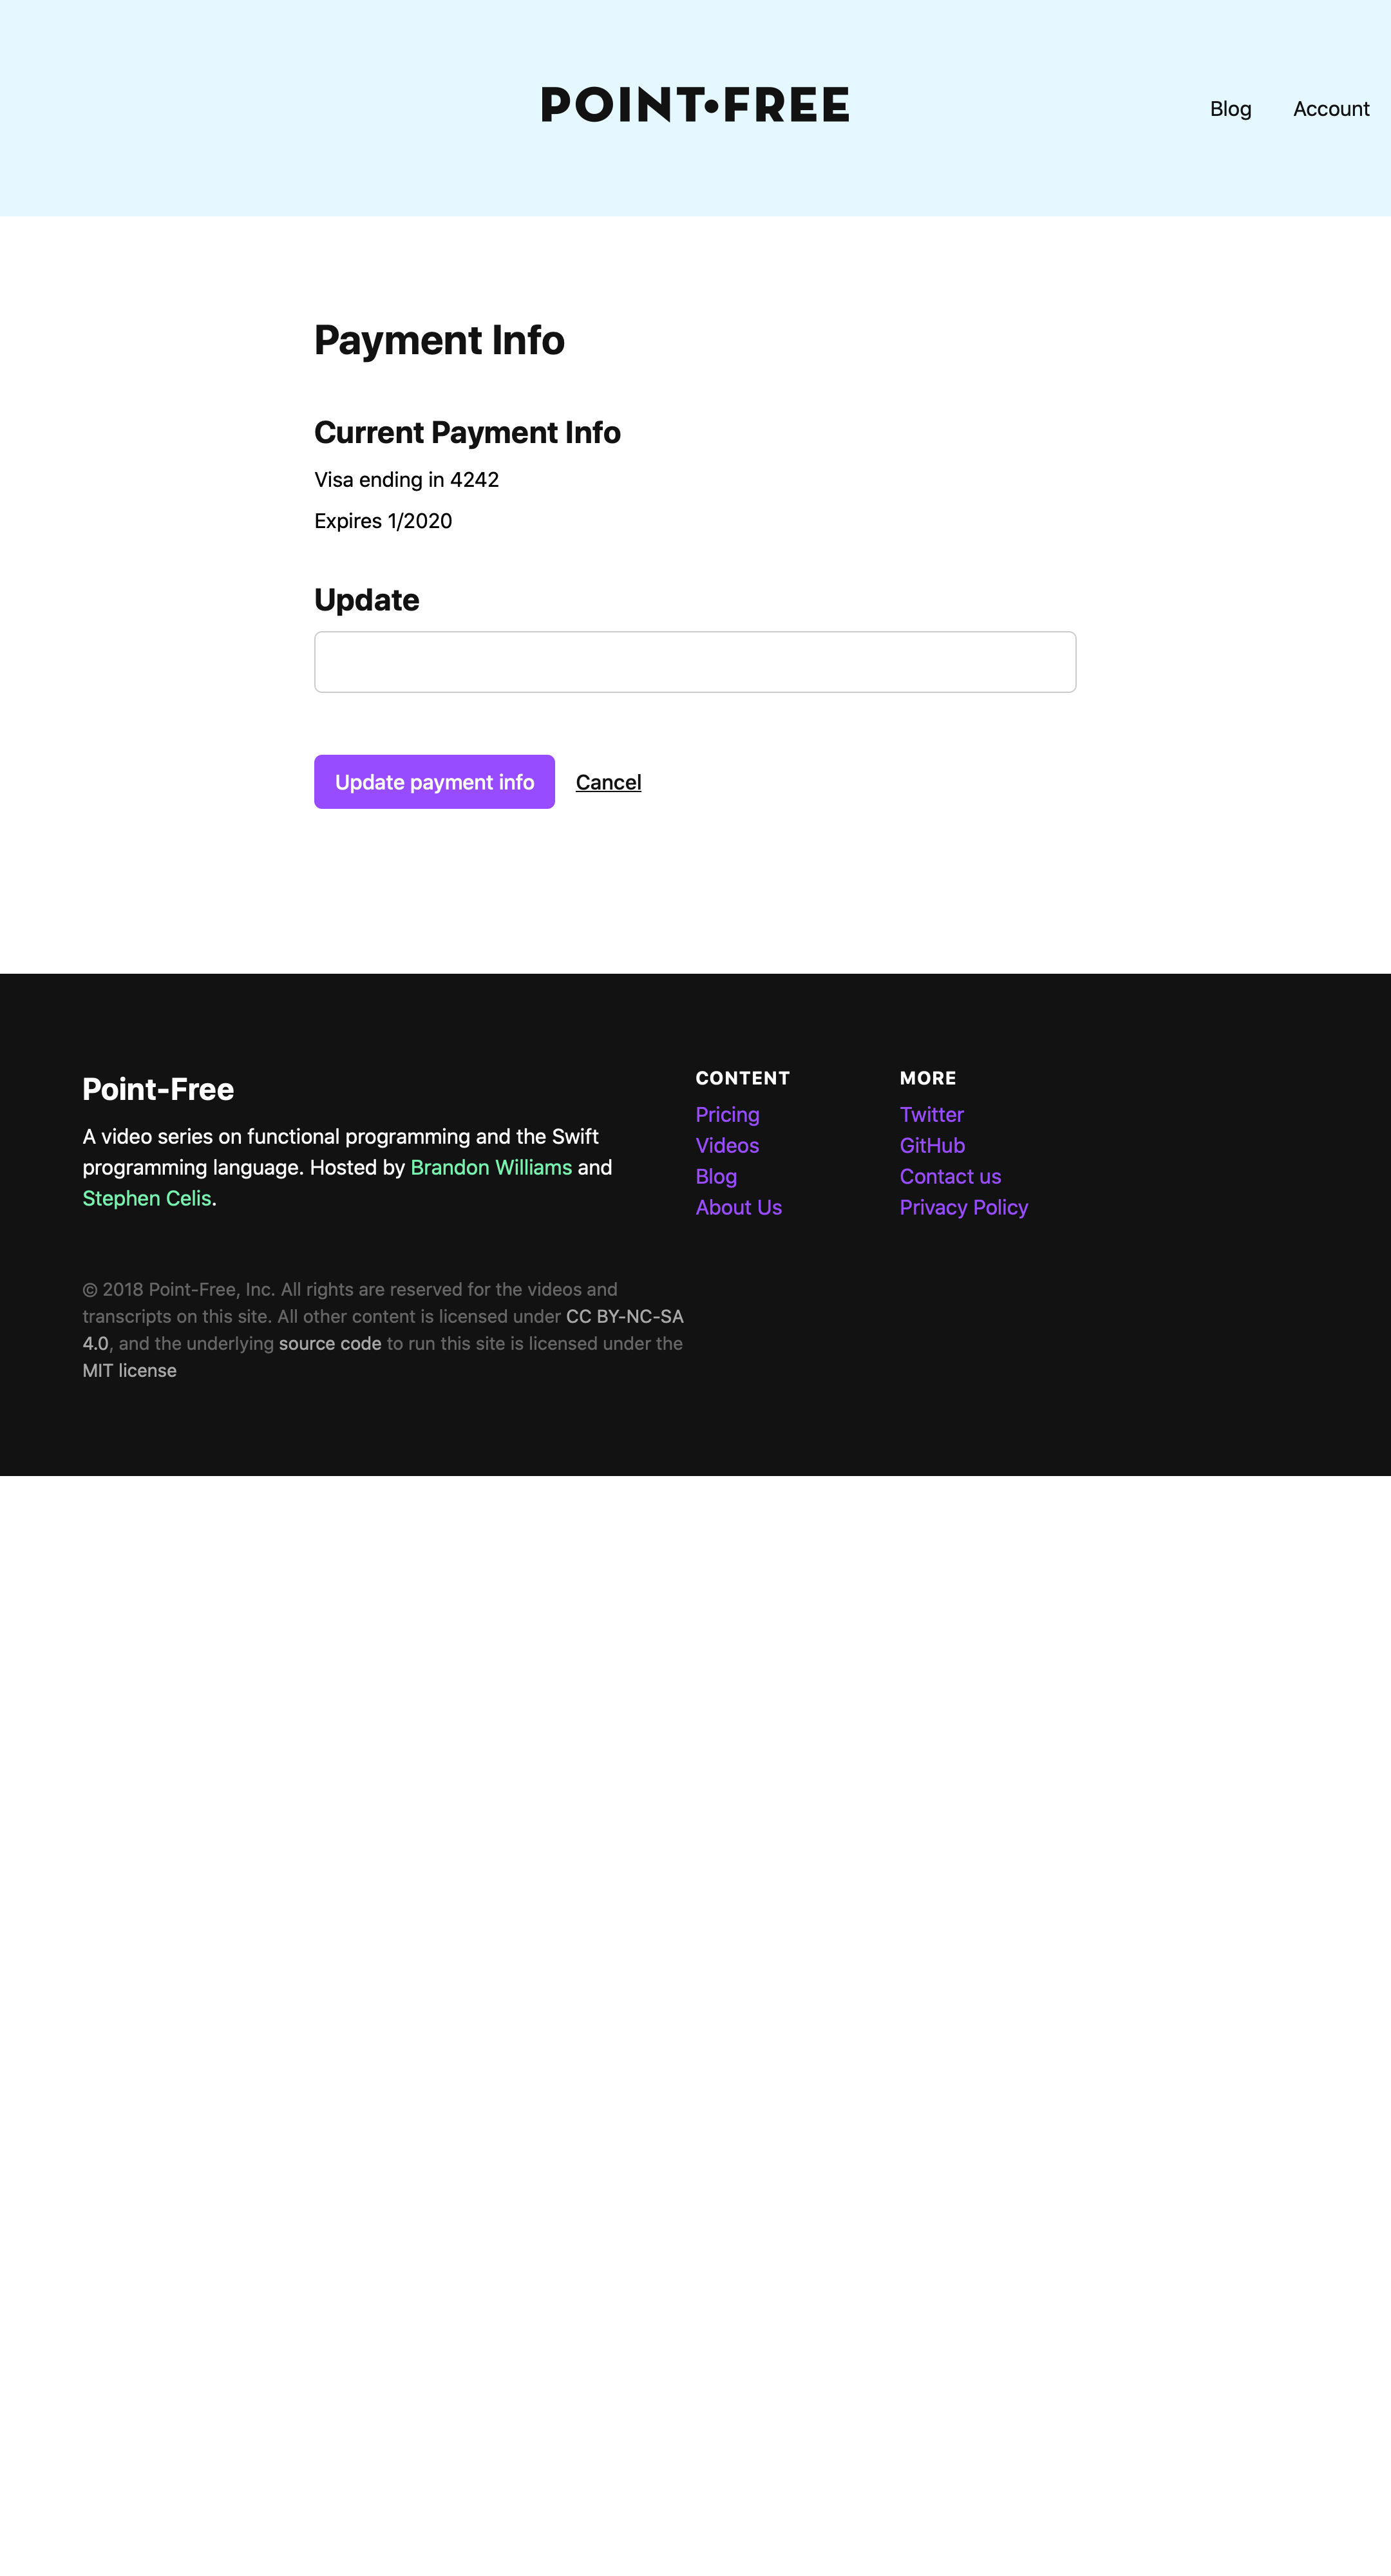 POINT•FREE
Blog
Account
Payment Info
Current Payment Info
Visa ending in 4242
Expires 1/2020
Update
Update payment info
Cancel
Point-Free
A video series on functional programming and the Swift
programming language. Hosted by Brandon Williams and
Stephen Celis.
CONTENT
Pricing
Videos
Blog
About Us
MORE
Twitter
GitHub
Contact us
Privacy Policy
© 2018 Point-Free, Inc. All rights are reserved for the videos and
transcripts on this site. All other content is licensed under CC BY-NC-SA
4.0, and the underlying source code to run this site is licensed under the
MIT license